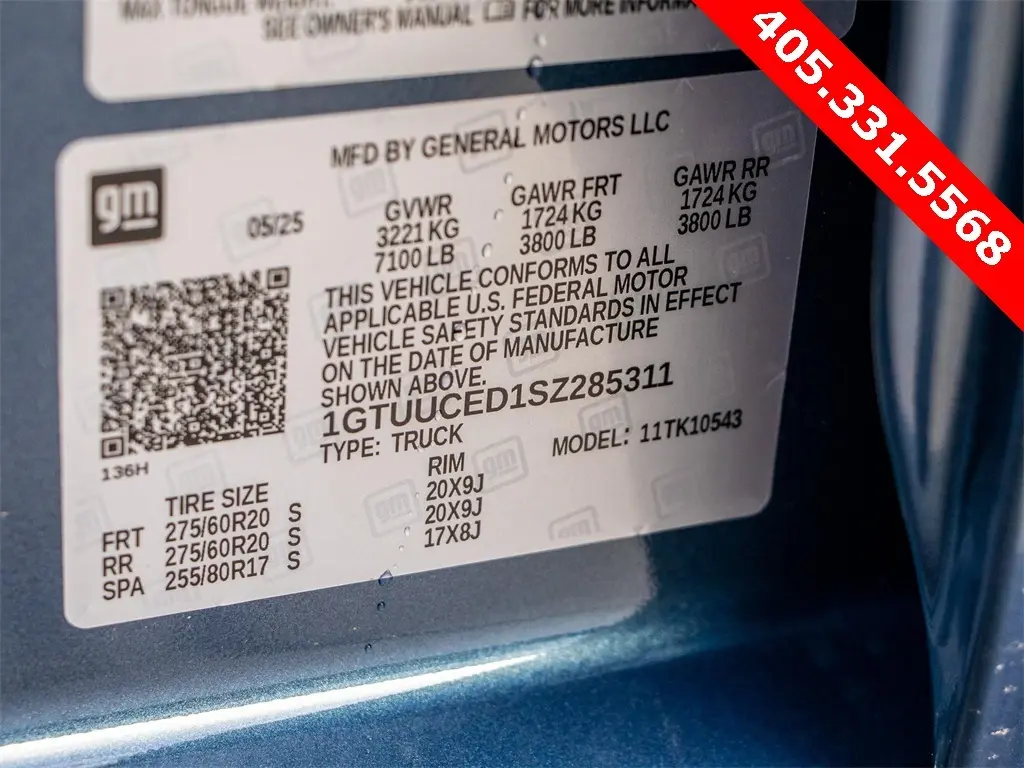 MAX TONGUE WEIGHT
SEE OWNER'S MANUAL FOR MORE INFORMA
405.331.5568
MFD BY GENERAL MOTORS LLC
gm
05/25
GVWR GAWR FRT GAWR RR
3221 KG 1724 KG 1724 KG
7100 LB 3800 LB 3800 LB
THIS VEHICLE CONFORMS TO ALL
APPLICABLE U.S. FEDERAL MOTOR
VEHICLE SAFETY STANDARDS IN EFFECT
ON THE DATE OF MANUFACTURE
SHOWN ABOVE.
1GTUUCED1SZ285311
TYPE: TRUCK MODEL: 11TK10543
136H
TIRE SIZE RIM
FRT 275/60R20 S 20X9J
RR 275/60R20 S 20X9J
SPA 255/80R17 S 17X8J